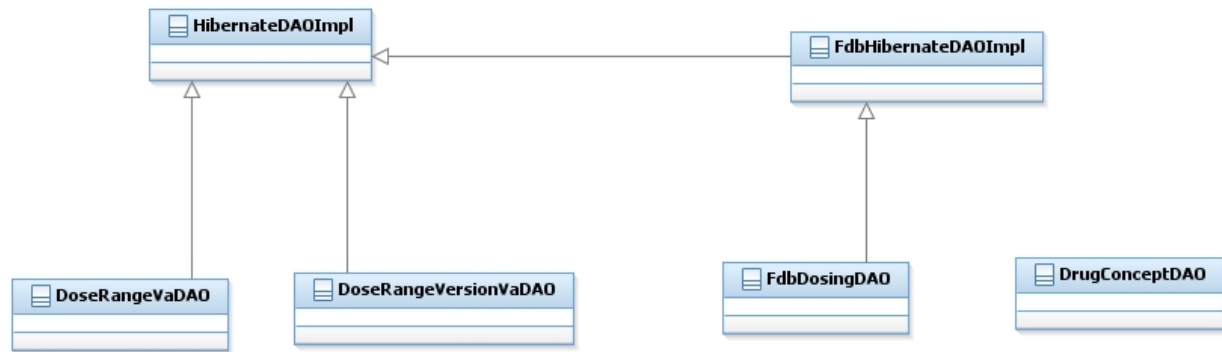 HibernateDAOImpl
FdbHibernateDAOImpl
DoseRangeVaDAO
DoseRangeVersionVaDAO
FdbDosingDAO
DrugConceptDAO